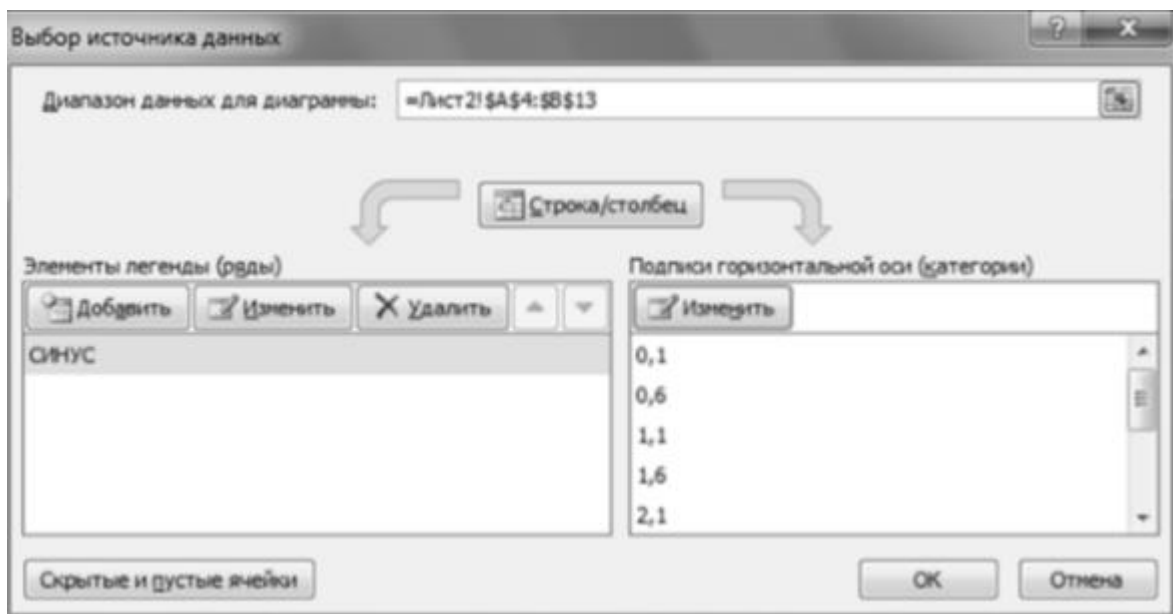 Выбор источника данных
Диапазон данных для диаграммы: =Лист2!$A$4:$B$13
Строка/столбец
Элементы легенды (ряды)
Добавить Изменить Удалить
СИНУС
Подписи горизонтальной оси (категории)
Изменить
0,1
0,6
1,1
1,6
2,1
Скрытые и пустые ячейки
ОК Отмена